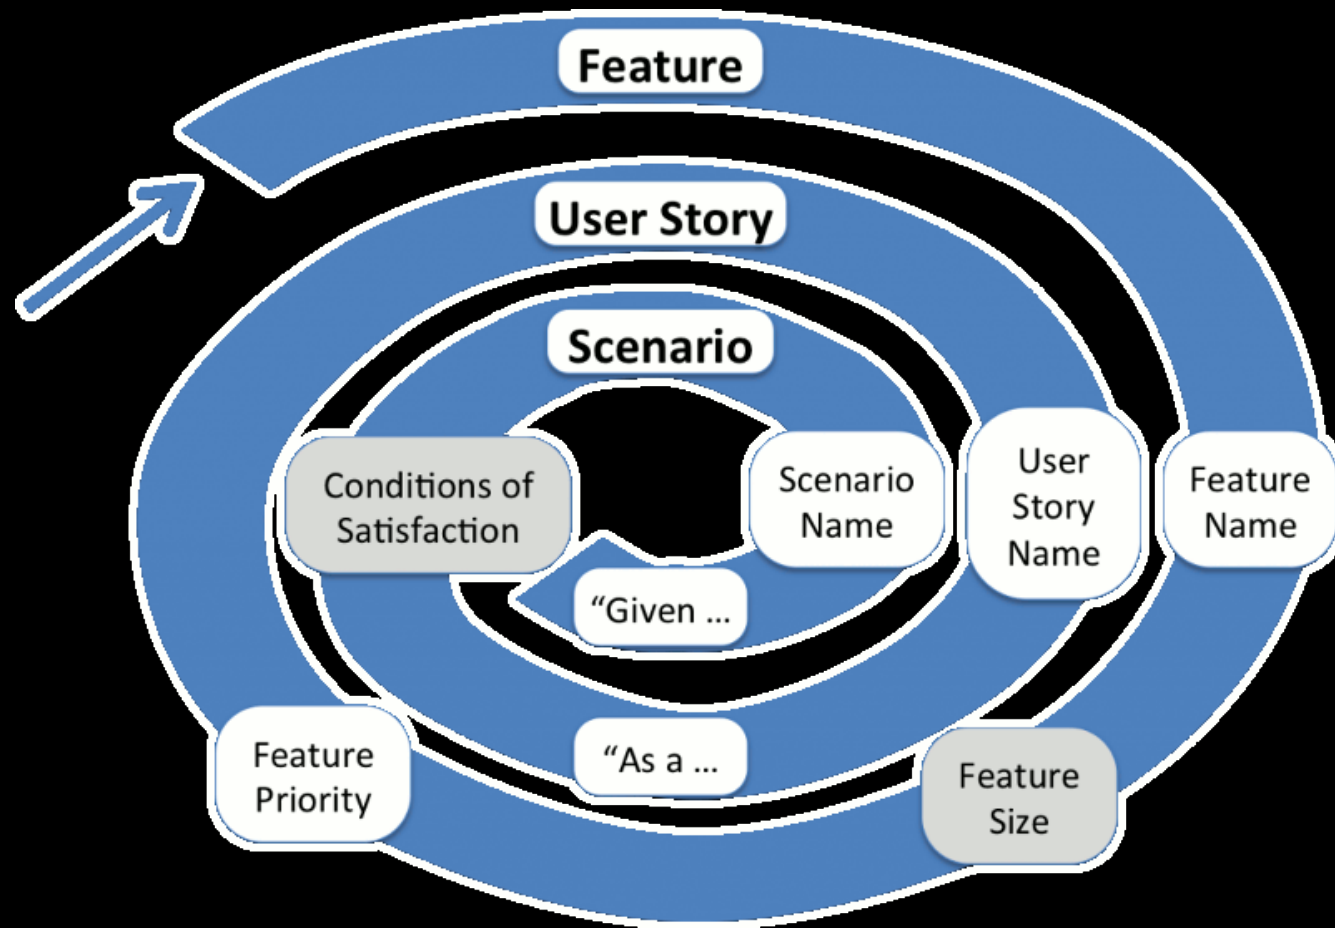 Feature
User Story
Scenario
Conditions of
Satisfaction
Scenario
Name
User
Story
Name
Feature
Name
“Given ...
“As a ...
Feature
Priority
Feature
Size